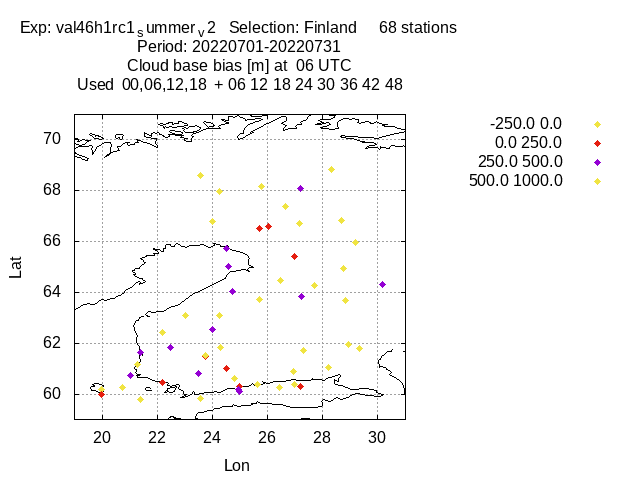 Exp: val46h1rc1summerv2 Selection: Finland 68 stations
Period: 20220701-20220731
Cloud base bias [m] at 06 UTC
Used 00,06,12,18 + 06 12 18 24 30 36 42 48
-250.0 0.0
0.0 250.0
250.0 500.0
500.0 1000.0
70
68
66
64
62
60
Lat
20 22 24 26 28 30
Lon